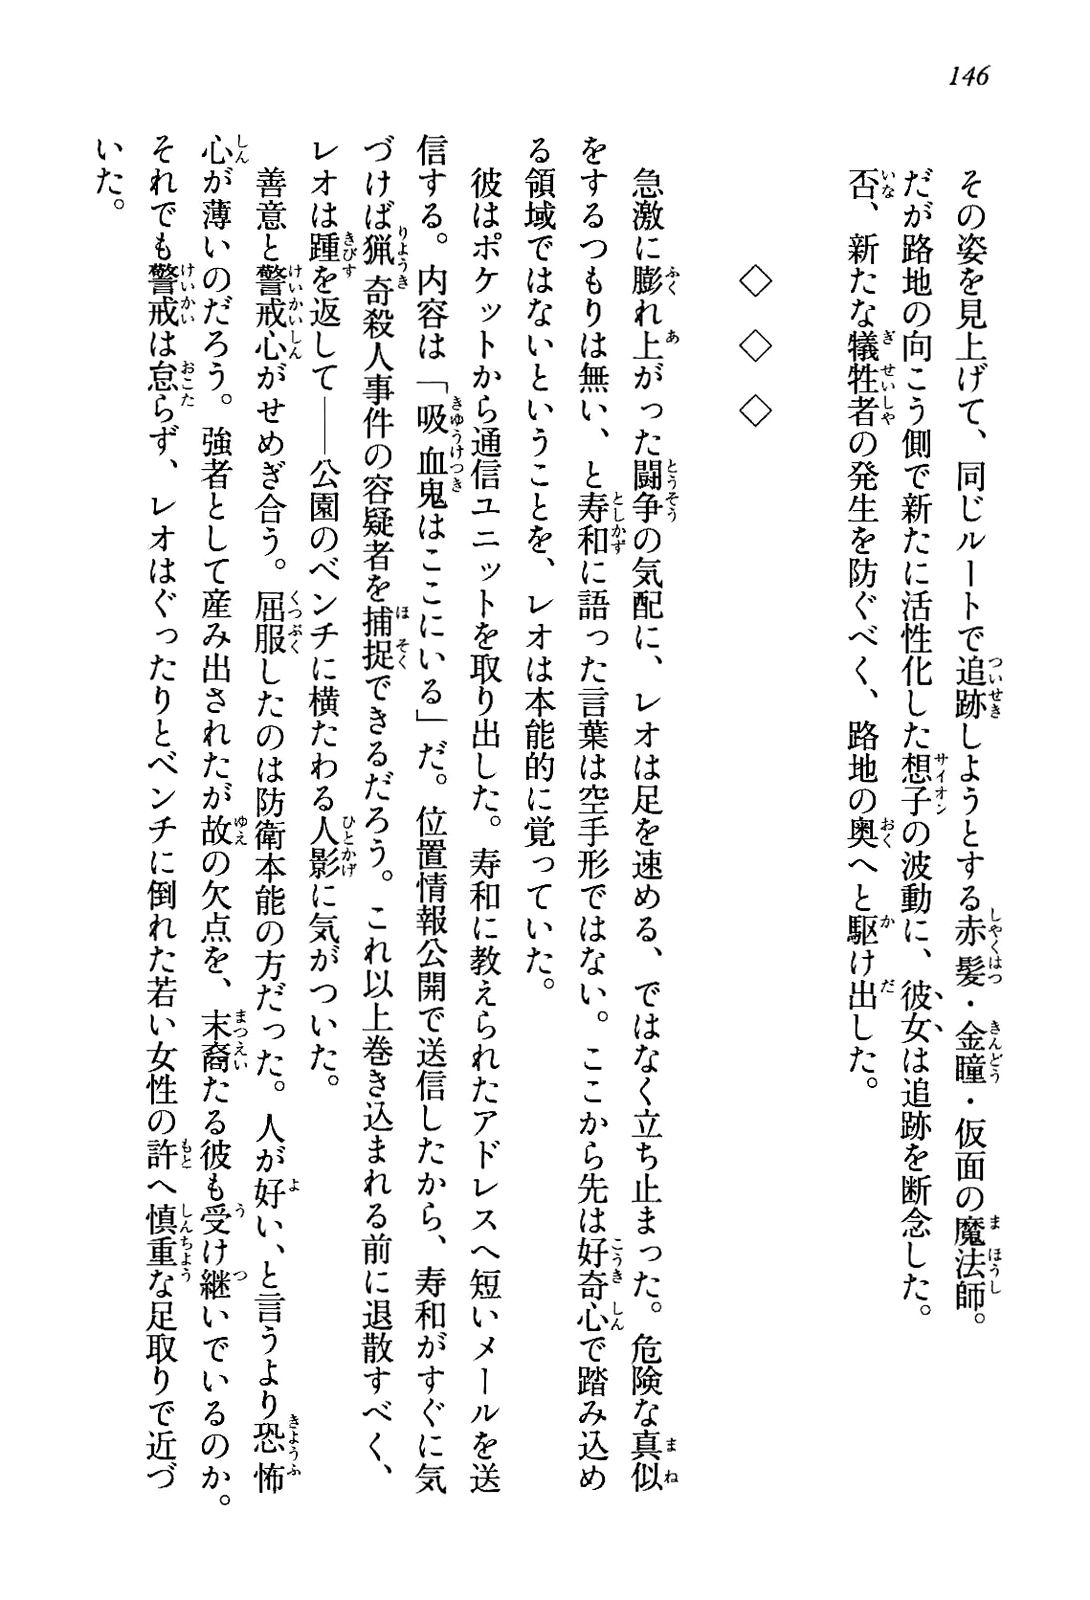 146
その姿を見上げて、同じルートで追跡しようとする赤髪・金瞳・仮面の魔法師。
だが路地の向こう側で新たに活性化した想子の波動に、彼女は追跡を断念した。
否、新たな犠牲者の発生を防ぐべく、路地の奥へと駆け出した。
◇ ◇ ◇
急激に膨れ上がった闘争の気配に、レオは足を速める、ではなく立ち止まった。危険な真似
をするつもりは無い、と寿和に語った言葉は空手形ではない。ここから先は好奇心で踏み込め
る領域ではないということを、レオは本能的に覚っていた。
彼はポケットから通信ユニットを取り出した。寿和に教えられたアドレスへ短いメールを送
信する。内容は「吸血鬼はここにいる」だ。位置情報公開で送信したから、寿和がすぐに気
づけば猟奇殺人事件の容疑者を捕捉できるだろう。これ以上巻き込まれる前に退散すべく、
レオは踵を返して――公園のベンチに横たわる人影に気がついた。
善意と警戒心がせめぎ合う。屈服したのは防衛本能の方だった。人が好い、と言うより恐怖
心が薄いのだろう。強者として産み出されたが故の欠点を、末裔たる彼も受け継いでいるのか。
それでも警戒は怠らず、レオはぐったりとベンチに倒れた若い女性の許へ慎重な足取りで近づ
いた。